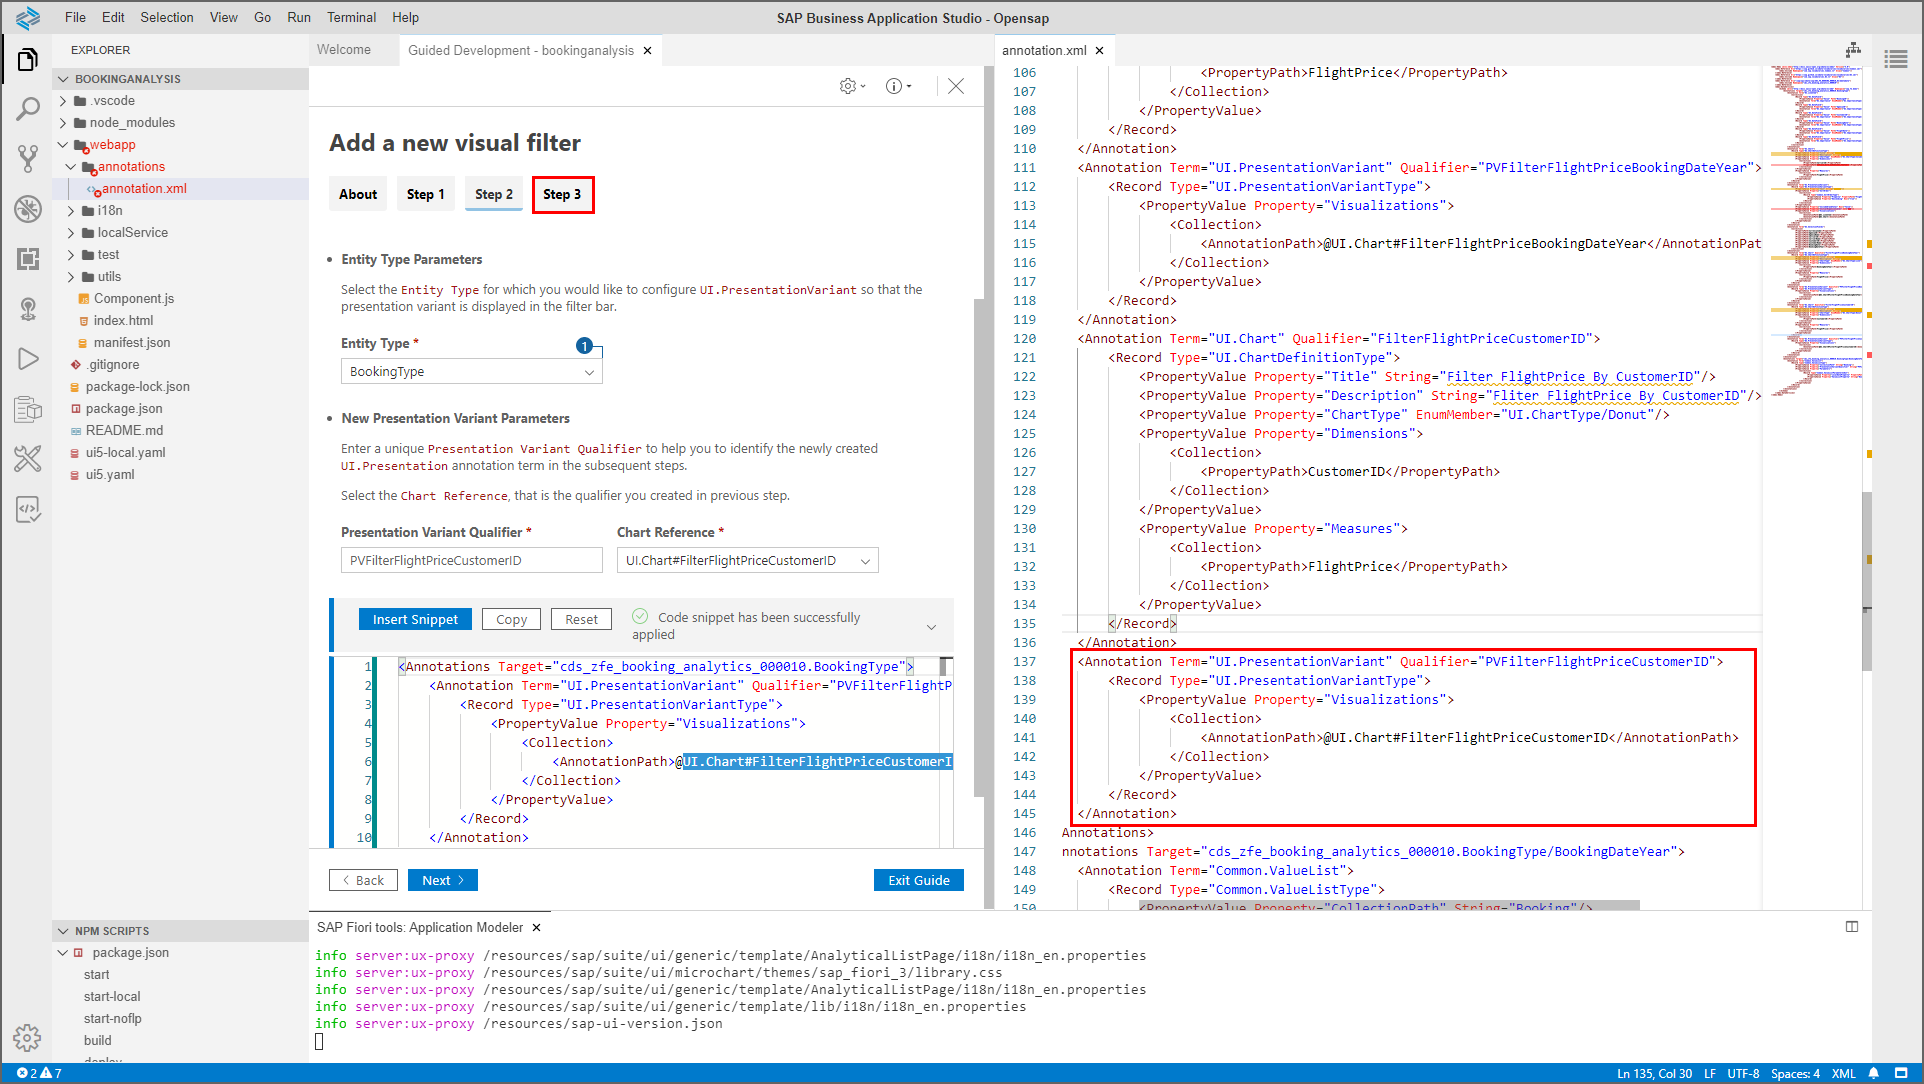 File Edit Selection View Go Run Terminal Help
SAP Business Application Studio - Opensap
EXPLORER
BOOKINGANALYSIS
.vscode
node_modules
webapp
annotations
annotation.xml
i18n
localService
test
utils
Component.js
index.html
manifest.json
.gitignore
package-lock.json
package.json
README.md
ui5-local.yaml
ui5.yaml
NPM SCRIPTS
package.json
start
start-local
start-noflp
build
deploy
Welcome
Guided Development - bookinganalysis
Add a new visual filter
About Step 1 Step 2 Step 3
Entity Type Parameters
Select the Entity Type for which you would like to configure UI.PresentationVariant so that the
presentation variant is displayed in the filter bar.
Entity Type *
1
BookingType
New Presentation Variant Parameters
Enter a unique Presentation Variant Qualifier to help you to identify the newly created
UI.Presentation annotation term in the subsequent steps.
Select the Chart Reference, that is the qualifier you created in previous step.
Presentation Variant Qualifier * Chart Reference *
PVFilterFlightPriceCustomerID UI.Chart#FilterFlightPriceCustomerID
Insert Snippet Copy Reset Code snippet has been successfully
applied
1 <Annotations Target="cds_zfe_booking_analytics_000010.BookingType">
2 <Annotation Term="UI.PresentationVariant" Qualifier="PVFilterFlightP
3 <Record Type="UI.PresentationVariantType">
4 <PropertyValue Property="Visualizations">
5 <Collection>
6 <AnnotationPath>@UI.Chart#FilterFlightPriceCustomerI
7 </Collection>
8 </PropertyValue>
9 </Record>
10 </Annotation>
Back Next Exit Guide
annotation.xml
106 <PropertyPath>FlightPrice</PropertyPath>
107 </Collection>
108 </PropertyValue>
109 </Record>
110 </Annotation>
111 <Annotation Term="UI.PresentationVariant" Qualifier="PVFilterFlightPriceBookingDateYear">
112 <Record Type="UI.PresentationVariantType">
113 <PropertyValue Property="Visualizations">
114 <Collection>
115 <AnnotationPath>@UI.Chart#FilterFlightPriceBookingDateYear</AnnotationPat
116 </Collection>
117 </PropertyValue>
118 </Record>
119 </Annotation>
120 <Annotation Term="UI.Chart" Qualifier="FilterFlightPriceCustomerID">
121 <Record Type="UI.ChartDefinitionType">
122 <PropertyValue Property="Title" String="Filter FlightPrice By CustomerID"/>
123 <PropertyValue Property="Description" String="Fliter FlightPrice By CustomerID"/>
124 <PropertyValue Property="ChartType" EnumMember="UI.ChartType/Donut"/>
125 <PropertyValue Property="Dimensions">
126 <Collection>
127 <PropertyPath>CustomerID</PropertyPath>
128 </Collection>
129 </PropertyValue>
130 <PropertyValue Property="Measures">
131 <Collection>
132 <PropertyPath>FlightPrice</PropertyPath>
133 </Collection>
134 </PropertyValue>
135 </Record>
136 </Annotation>
137 <Annotation Term="UI.PresentationVariant" Qualifier="PVFilterFlightPriceCustomerID">
138 <Record Type="UI.PresentationVariantType">
139 <PropertyValue Property="Visualizations">
140 <Collection>
141 <AnnotationPath>@UI.Chart#FilterFlightPriceCustomerID</AnnotationPath>
142 </Collection>
143 </PropertyValue>
144 </Record>
145 </Annotation>
146 Annotations>
147 nnotations Target="cds_zfe_booking_analytics_000010.BookingType/BookingDateYear">
148 <Annotation Term="Common.ValueList">
149 <Record Type="Common.ValueListType">
150 <PropertyValue Property="CollectionPath" String="Booking"/>
SAP Fiori tools: Application Modeler
info server:ux-proxy /resources/sap/suite/ui/generic/template/AnalyticalListPage/i18n/i18n_en.properties
info server:ux-proxy /resources/sap/suite/ui/microchart/themes/sap_fiori_3/library.css
info server:ux-proxy /resources/sap/suite/ui/generic/template/AnalyticalListPage/i18n/i18n_en.properties
info server:ux-proxy /resources/sap/suite/ui/generic/template/lib/i18n/i18n_en.properties
info server:ux-proxy /resources/sap-ui-version.json
2 7
Ln 135, Col 30 LF UTF-8 Spaces: 4 XML